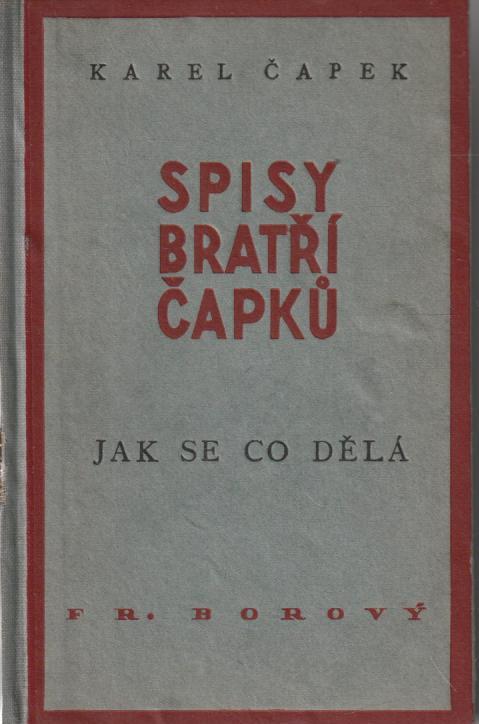 KAREL ČAPEK
SPISY
BRATŘÍ
ČAPKŮ
JAK SE CO DĚLÁ
FR. BOROVÝ